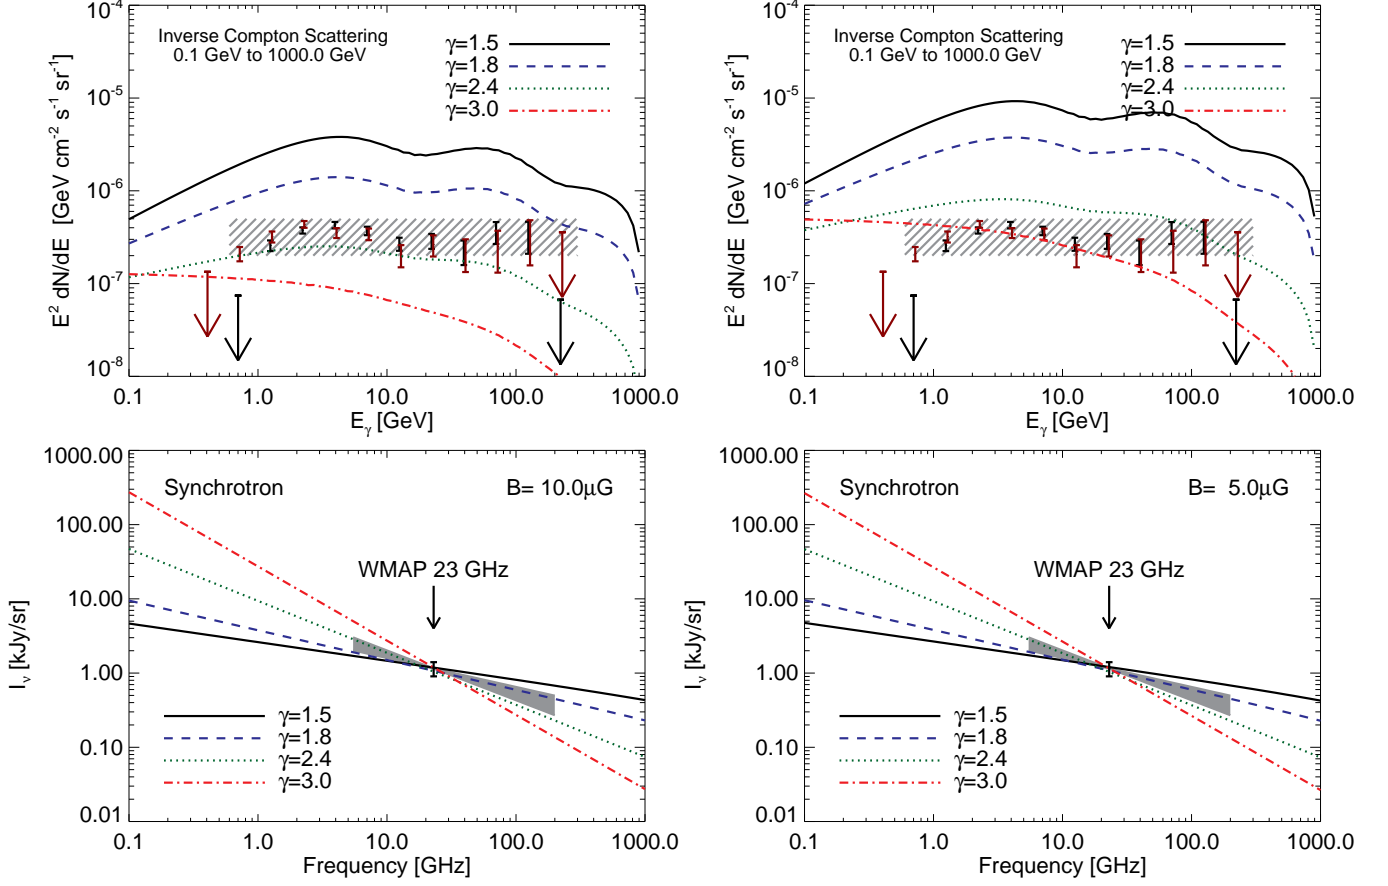 10^-4
10^-5
10^-6
10^-7
10^-8
E^2 dN/dE [GeV cm^-2 s^-1 sr^-1]
Inverse Compton Scattering
0.1 GeV to 1000.0 GeV
γ=1.5
γ=1.8
γ=2.4
γ=3.0
0.1 1.0 10.0 100.0 1000.0
E_γ [GeV]
10^-4
10^-5
10^-6
10^-7
10^-8
E^2 dN/dE [GeV cm^-2 s^-1 sr^-1]
Inverse Compton Scattering
0.1 GeV to 1000.0 GeV
γ=1.5
γ=1.8
γ=2.4
γ=3.0
0.1 1.0 10.0 100.0 1000.0
E_γ [GeV]
1000.00
100.00
10.00
1.00
0.10
0.01
I_ν [kJy/sr]
Synchrotron B= 10.0μG
WMAP 23 GHz
γ=1.5
γ=1.8
γ=2.4
γ=3.0
0.1 1.0 10.0 100.0 1000.0
Frequency [GHz]
1000.00
100.00
10.00
1.00
0.10
0.01
I_ν [kJy/sr]
Synchrotron B= 5.0μG
WMAP 23 GHz
γ=1.5
γ=1.8
γ=2.4
γ=3.0
0.1 1.0 10.0 100.0 1000.0
Frequency [GHz]